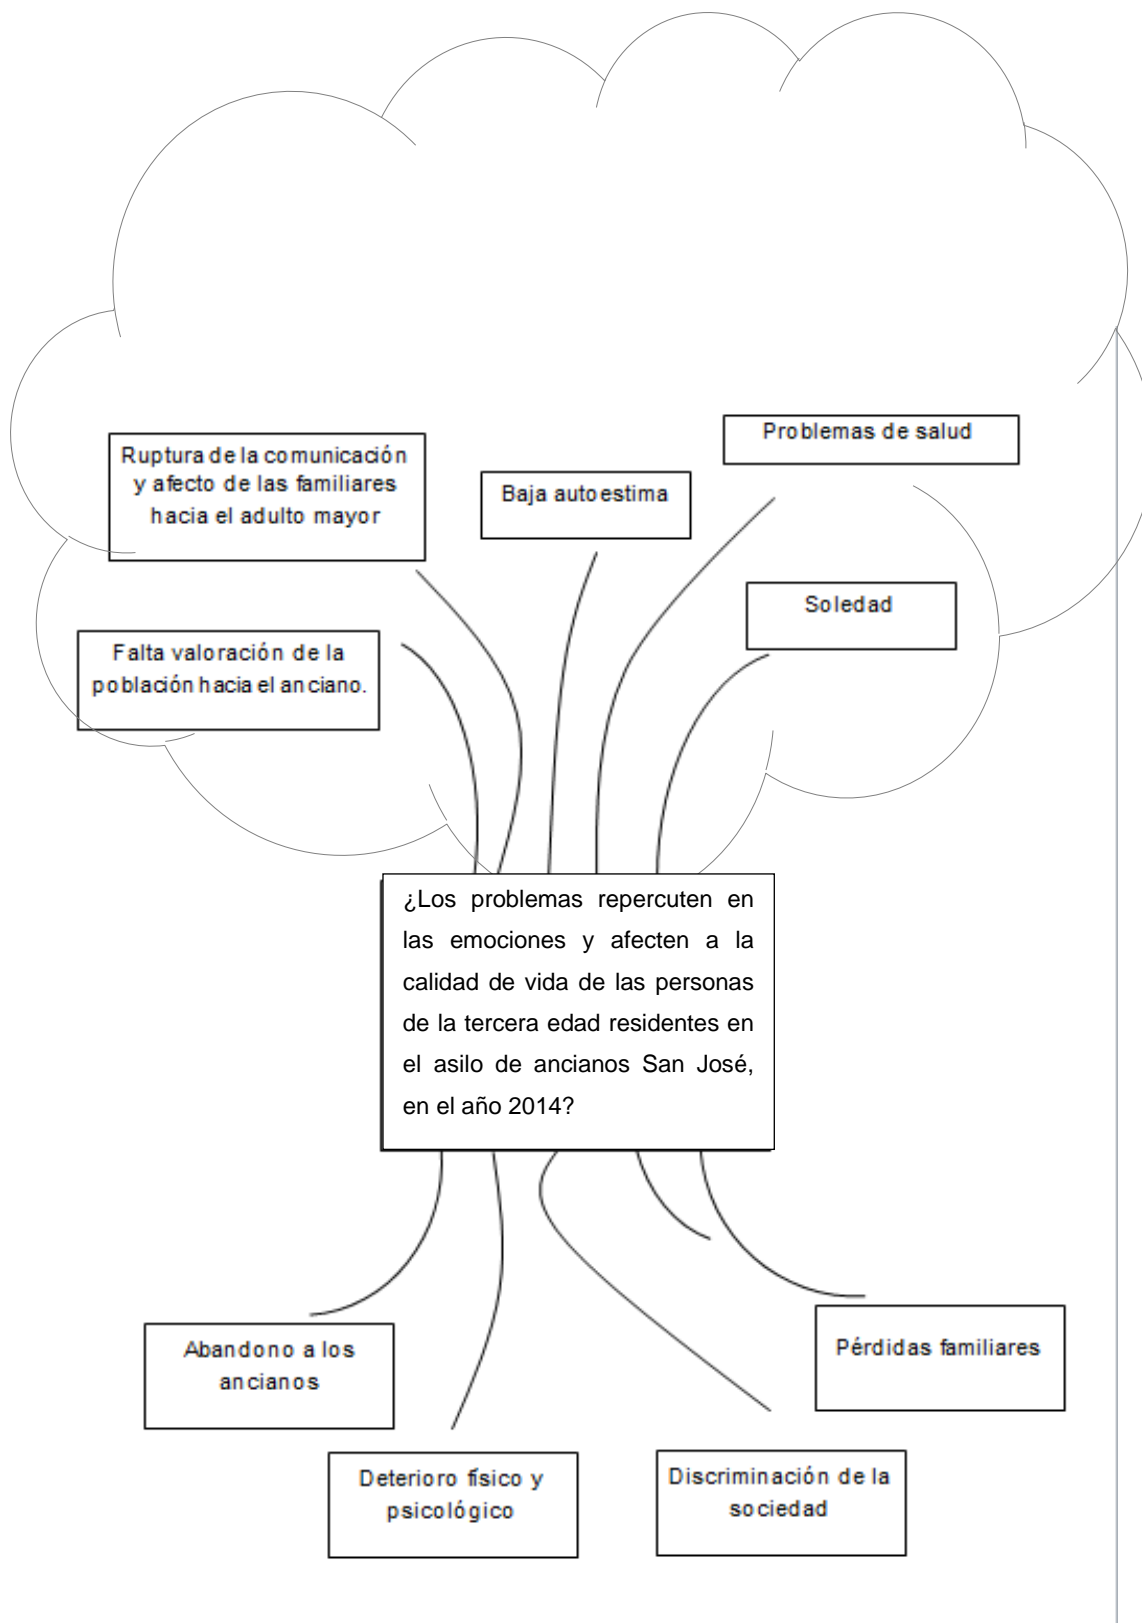 Problemas de salud
Ruptura de la comunicación
y afecto de las familiares
hacia el adulto mayor
Baja autoestima
Soledad
Falta valoración de la
población hacia el anciano.
¿Los problemas repercuten en
las emociones y afecten a la
calidad de vida de las personas
de la tercera edad residentes en
el asilo de ancianos San José,
en el año 2014?
Abandono a los
ancianos
Pérdidas familiares
Deterioro físico y
psicológico
Discriminación de la
sociedad